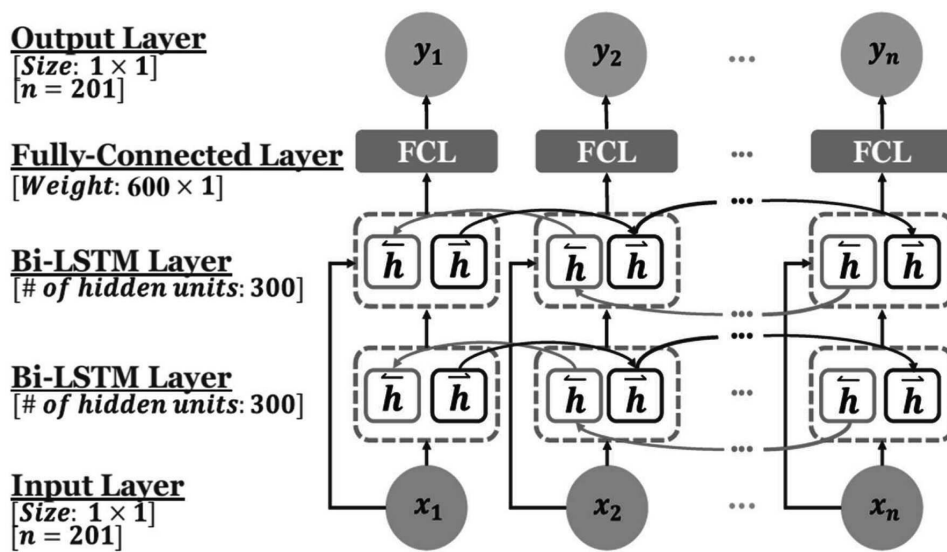 Output Layer
[Size: 1 × 1]
[n = 201]
y₁ y₂ ... yₙ
Fully-Connected Layer
[Weight: 600 × 1]
FCL FCL ... FCL
...
Bi-LSTM Layer
[# of hidden units: 300]
h⃖ h⃗ h⃖ h⃗ h⃖ h⃗
...
...
Bi-LSTM Layer
[# of hidden units: 300]
h⃖ h⃗ h⃖ h⃗ ... h⃖ h⃗
...
Input Layer
[Size: 1 × 1]
[n = 201]
x₁ x₂ ... xₙ